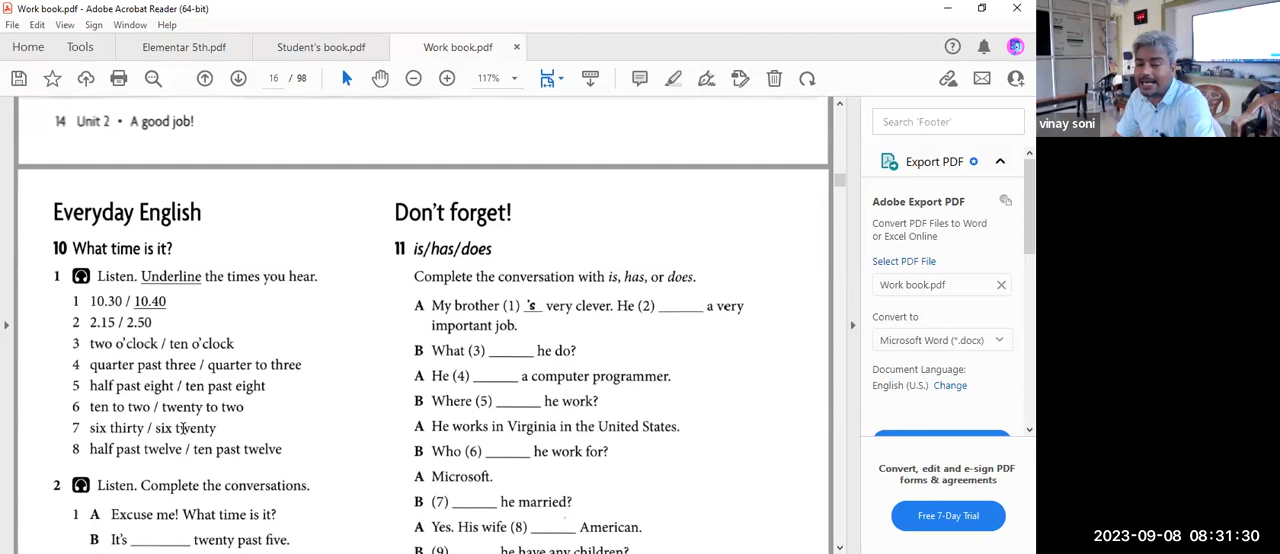 Work book.pdf - Adobe Acrobat Reader (64-bit)
File Edit View Sign Window Help
Home Tools Elementar 5th.pdf Student's book.pdf Work book.pdf
16 / 98 117%
14 Unit 2 • A good job!
Everyday English
10 What time is it?
1 Listen. Underline the times you hear.
1 10.30 / 10.40
2 2.15 / 2.50
3 two o'clock / ten o'clock
4 quarter past three / quarter to three
5 half past eight / ten past eight
6 ten to two / twenty to two
7 six thirty / six twenty
8 half past twelve / ten past twelve
2 Listen. Complete the conversations.
1 A Excuse me! What time is it?
B It's ________ twenty past five.
Don't forget!
11 is/has/does
Complete the conversation with is, has, or does.
A My brother (1) 's very clever. He (2) ______ a very
important job.
B What (3) ______ he do?
A He (4) ______ a computer programmer.
B Where (5) ______ he work?
A He works in Virginia in the United States.
B Who (6) ______ he work for?
A Microsoft.
B (7) ______ he married?
A Yes. His wife (8) ______ American.
B (9) ______ he have any children?
Search 'Footer'
Export PDF
Adobe Export PDF
Convert PDF Files to Word
or Excel Online
Select PDF File
Work book.pdf
Convert to
Microsoft Word (*.docx)
Document Language:
English (U.S.) Change
Convert, edit and e-sign PDF
forms & agreements
Free 7-Day Trial
vinay soni
2023-09-08 08:31:30